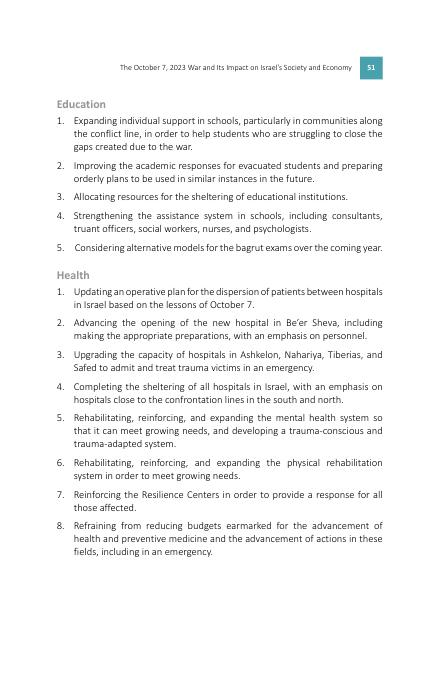 The October 7, 2023 War and Its Impact on Israel's Society and Economy 51
Education
1. Expanding individual support in schools, particularly in communities along
the conflict line, in order to help students who are struggling to close the
gaps created due to the war.
2. Improving the academic responses for evacuated students and preparing
orderly plans to be used in similar instances in the future.
3. Allocating resources for the sheltering of educational institutions.
4. Strengthening the assistance system in schools, including consultants,
truant officers, social workers, nurses, and psychologists.
5. Considering alternative models for the bagrut exams over the coming year.
Health
1. Updating an operative plan for the dispersion of patients between hospitals
in Israel based on the lessons of October 7.
2. Advancing the opening of the new hospital in Be'er Sheva, including
making the appropriate preparations, with an emphasis on personnel.
3. Upgrading the capacity of hospitals in Ashkelon, Nahariya, Tiberias, and
Safed to admit and treat trauma victims in an emergency.
4. Completing the sheltering of all hospitals in Israel, with an emphasis on
hospitals close to the confrontation lines in the south and north.
5. Rehabilitating, reinforcing, and expanding the mental health system so
that it can meet growing needs, and developing a trauma-conscious and
trauma-adapted system.
6. Rehabilitating, reinforcing, and expanding the physical rehabilitation
system in order to meet growing needs.
7. Reinforcing the Resilience Centers in order to provide a response for all
those affected.
8. Refraining from reducing budgets earmarked for the advancement of
health and preventive medicine and the advancement of actions in these
fields, including in an emergency.